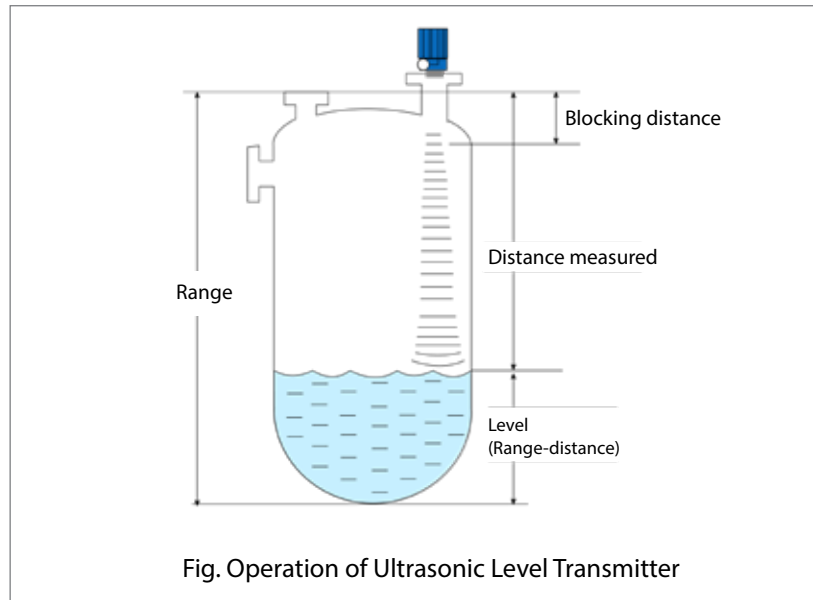 Blocking distance
Distance measured
Range
Level
(Range-distance)
Fig. Operation of Ultrasonic Level Transmitter